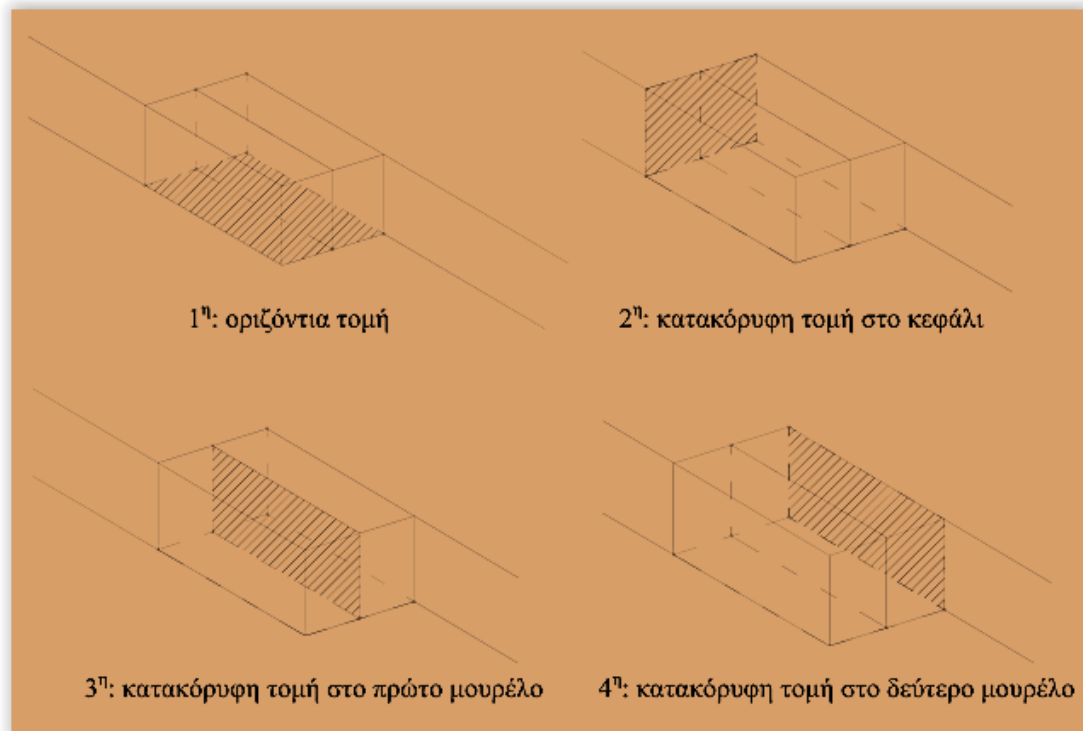 1η: οριζόντια τομή
2η: κατακόρυφη τομή στο κεφάλι
3η: κατακόρυφη τομή στο πρώτο μουρέλο
4η: κατακόρυφη τομή στο δεύτερο μουρέλο